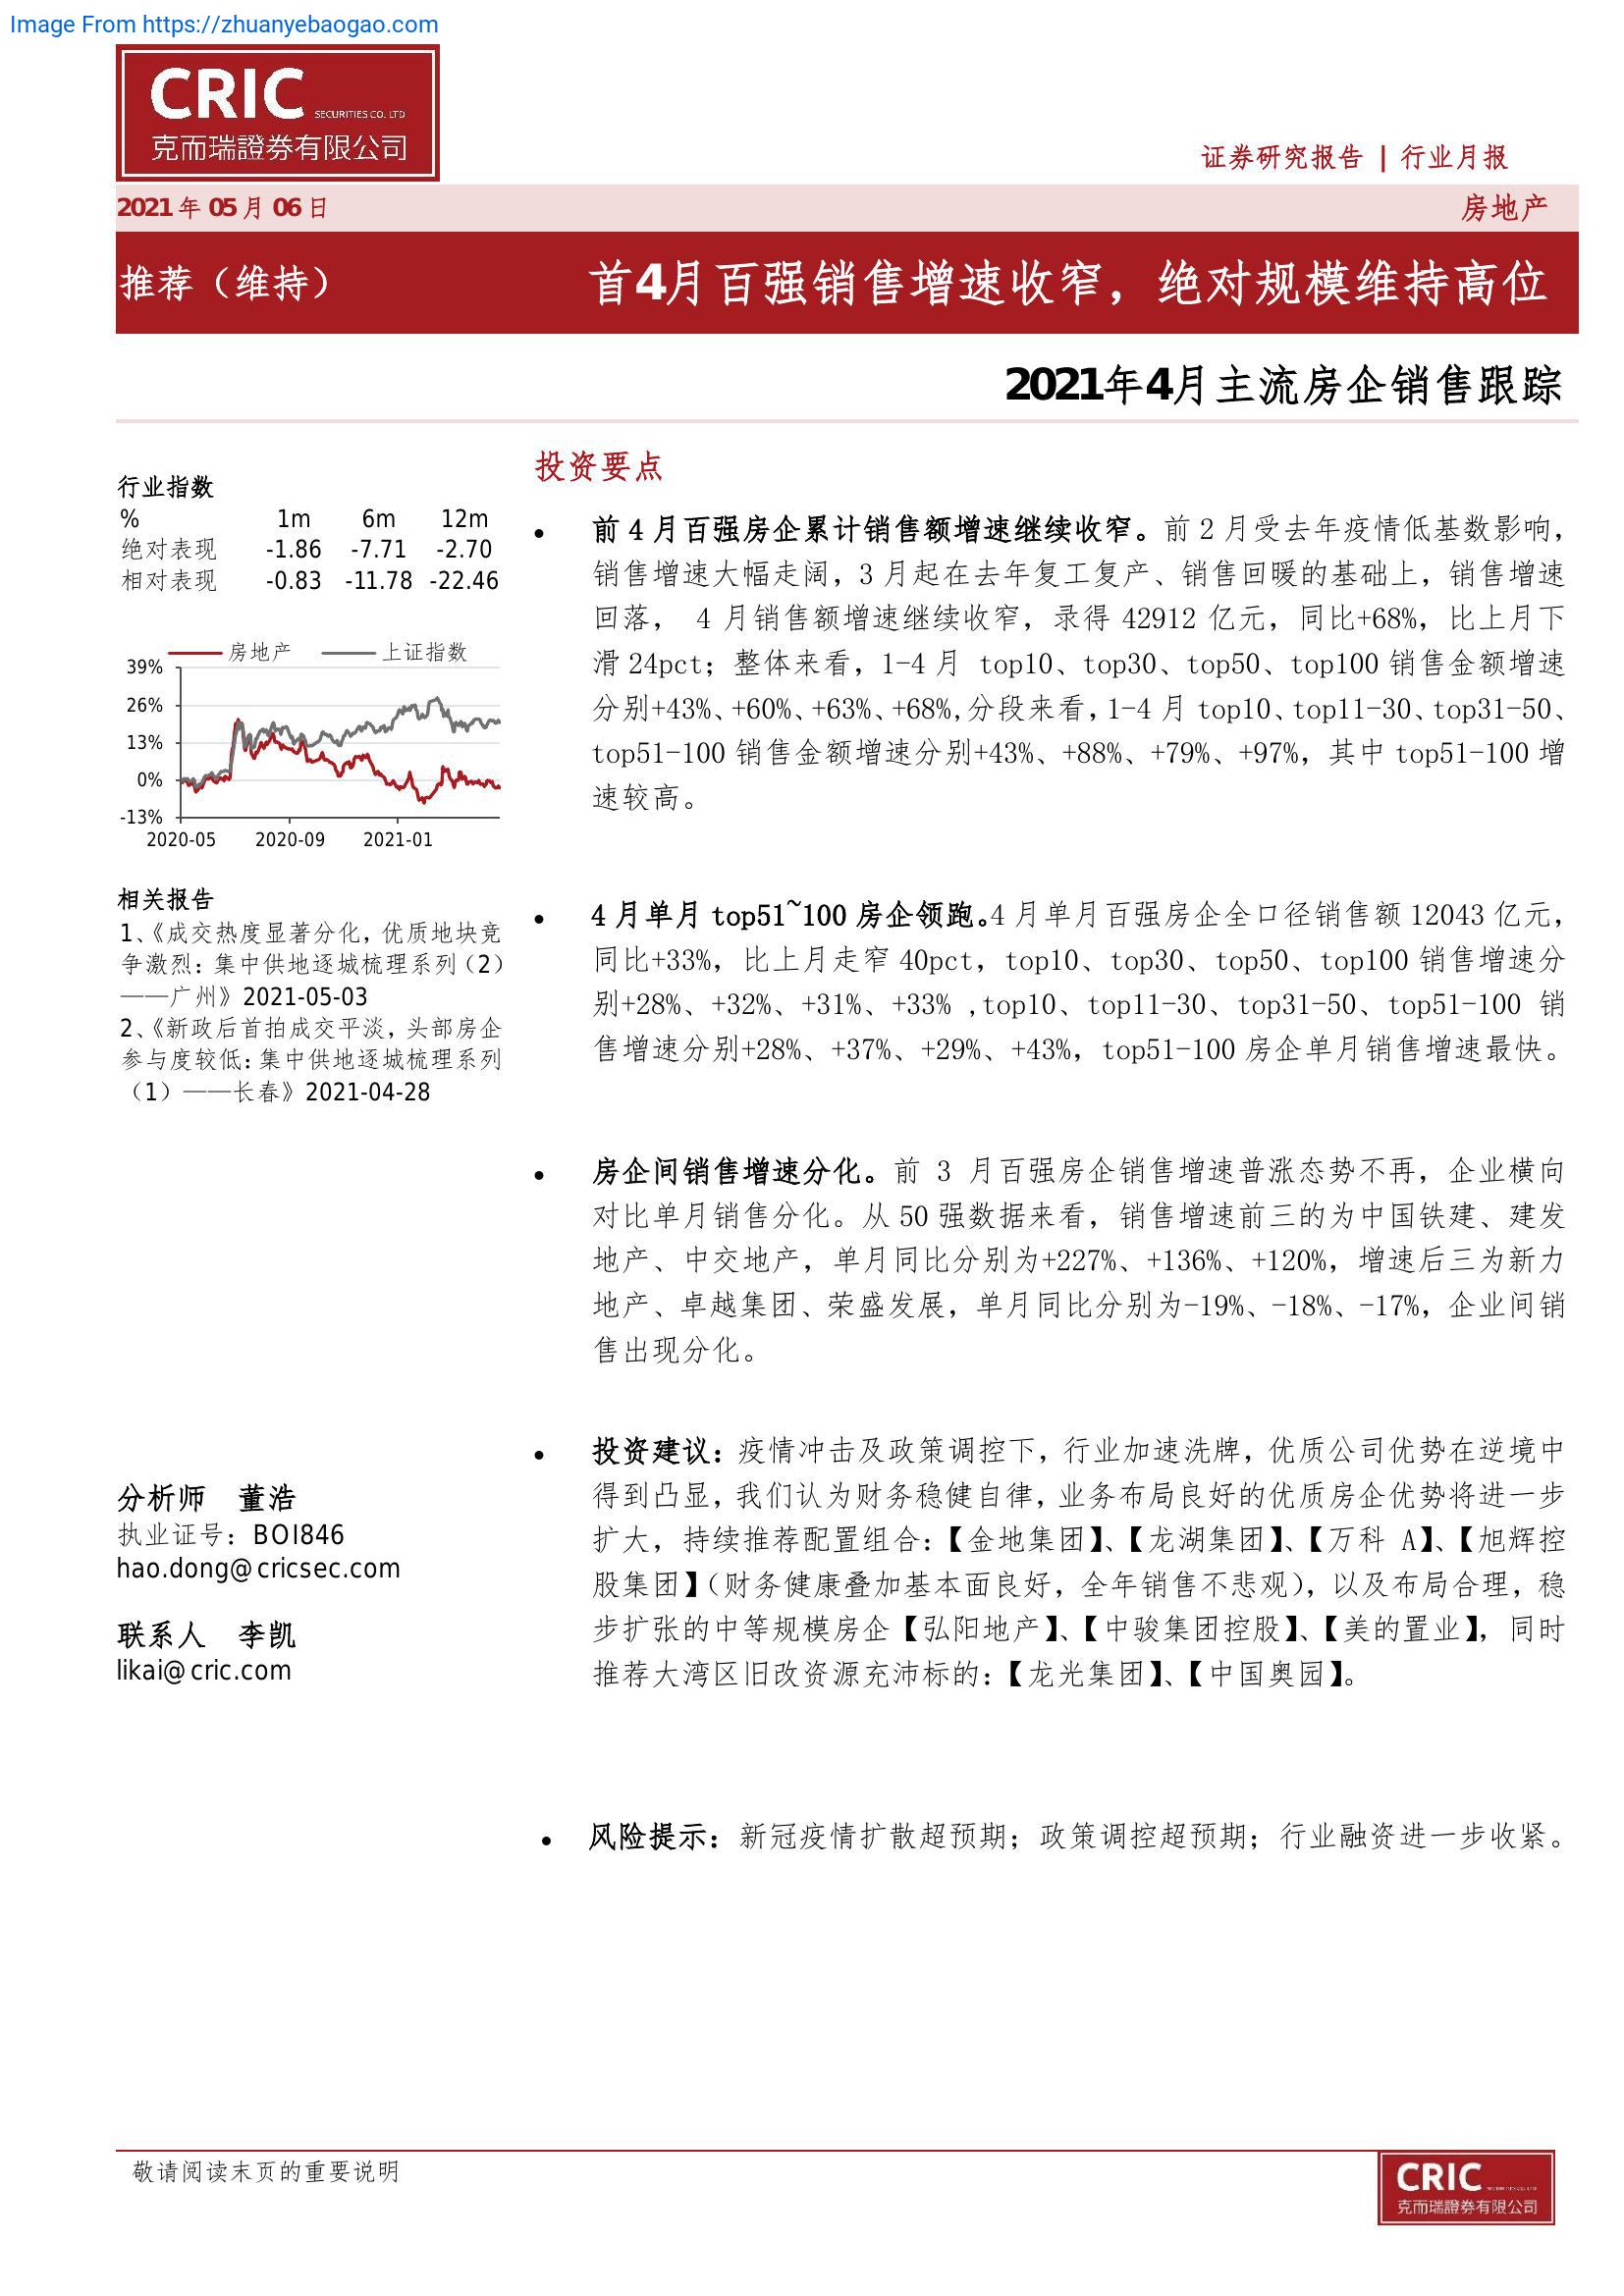 Image From https://zhuanyebaogao.com
CRIC SECURITIES CO. LTD
克而瑞證券有限公司
证券研究报告 | 行业月报
2021 年 05 月 06 日
房地产
推荐（维持）
首4月百强销售增速收窄，绝对规模维持高位
2021年4月主流房企销售跟踪
行业指数
% 1m 6m 12m
绝对表现 -1.86 -7.71 -2.70
相对表现 -0.83 -11.78 -22.46
房地产 上证指数
39%
26%
13%
0%
-13%
2020-05 2020-09 2021-01
相关报告
1、《成交热度显著分化，优质地块竞
争激烈：集中供地逐城梳理系列（2）
——广州》2021-05-03
2、《新政后首拍成交平淡，头部房企
参与度较低：集中供地逐城梳理系列
（1）——长春》2021-04-28
分析师 董浩
执业证号：BOI846
hao.dong@cricsec.com
联系人 李凯
likai@cric.com
投资要点
• 前 4 月百强房企累计销售额增速继续收窄。前 2 月受去年疫情低基数影响，
销售增速大幅走阔，3 月起在去年复工复产、销售回暖的基础上，销售增速
回落， 4 月销售额增速继续收窄，录得 42912 亿元，同比+68%，比上月下
滑 24pct；整体来看，1-4 月 top10、top30、top50、top100 销售金额增速
分别+43%、+60%、+63%、+68%,分段来看，1-4 月 top10、top11-30、top31-50、
top51-100 销售金额增速分别+43%、+88%、+79%、+97%，其中 top51-100 增
速较高。
• 4 月单月 top51~100 房企领跑。4 月单月百强房企全口径销售额 12043 亿元，
同比+33%，比上月走窄 40pct，top10、top30、top50、top100 销售增速分
别+28%、+32%、+31%、+33% ,top10、top11-30、top31-50、top51-100 销
售增速分别+28%、+37%、+29%、+43%，top51-100 房企单月销售增速最快。
• 房企间销售增速分化。前 3 月百强房企销售增速普涨态势不再，企业横向
对比单月销售分化。从 50 强数据来看，销售增速前三的为中国铁建、建发
地产、中交地产，单月同比分别为+227%、+136%、+120%，增速后三为新力
地产、卓越集团、荣盛发展，单月同比分别为-19%、-18%、-17%，企业间销
售出现分化。
• 投资建议：疫情冲击及政策调控下，行业加速洗牌，优质公司优势在逆境中
得到凸显，我们认为财务稳健自律，业务布局良好的优质房企优势将进一步
扩大，持续推荐配置组合：【金地集团】、【龙湖集团】、【万科 A】、【旭辉控
股集团】（财务健康叠加基本面良好，全年销售不悲观），以及布局合理，稳
步扩张的中等规模房企【弘阳地产】、【中骏集团控股】、【美的置业】，同时
推荐大湾区旧改资源充沛标的：【龙光集团】、【中国奥园】。
• 风险提示：新冠疫情扩散超预期；政策调控超预期；行业融资进一步收紧。
敬请阅读末页的重要说明
CRIC
克而瑞證券有限公司